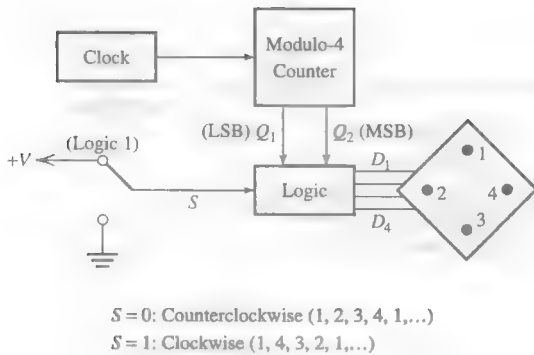 Clock
Modulo-4
Counter
(LSB) Q₁
Q₂ (MSB)
(Logic 1)
+V
S
Logic
D₁
D₄
1
2
4
3
S = 0: Counterclockwise (1, 2, 3, 4, 1,...)
S = 1: Clockwise (1, 4, 3, 2, 1,...)